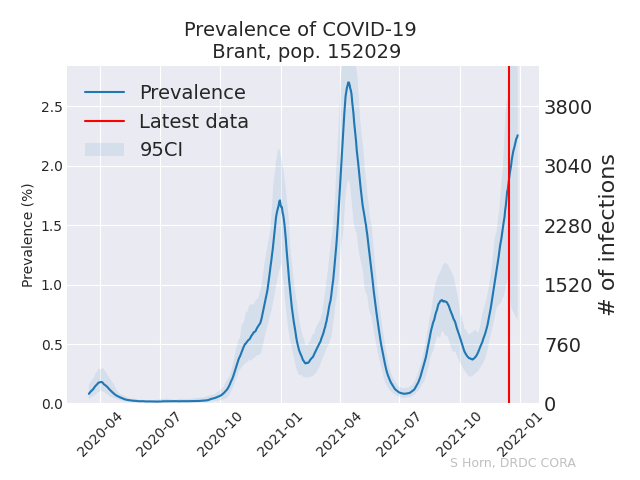 Prevalence of COVID-19
Brant, pop. 152029
Prevalence
Latest data
95CI
Prevalence (%)
2.5
2.0
1.5
1.0
0.5
0.0
3800
3040
2280
1520
760
0
# of infections
2020-04
2020-07
2020-10
2021-01
2021-04
2021-07
2021-10
2022-01
S Horn, DRDC CORA